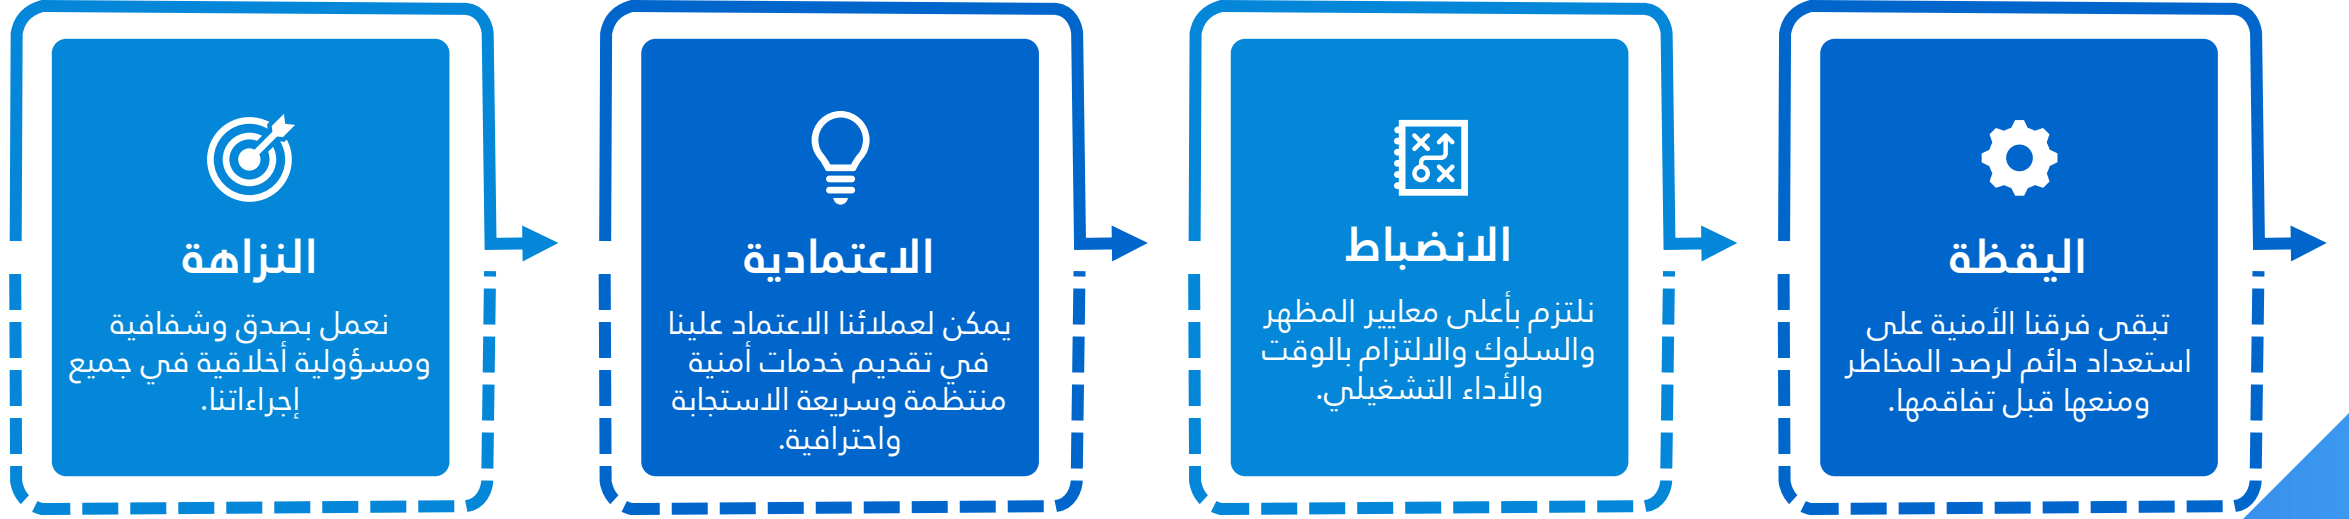 اليقظة
تبقى فرقنا الأمنية على
استعداد دائم لرصد المخاطر
ومنعها قبل تفاقمها.
الانضباط
نلتزم بأعلى معايير المظهر
والسلوك والالتزام بالوقت
والأداء التشغيلي.
الاعتمادية
يمكن لعملائنا الاعتماد علينا
في تقديم خدمات أمنية
منتظمة وسريعة الاستجابة
واحترافية.
النزاهة
نعمل بصدق وشفافية
ومسؤولية أخلاقية في جميع
إجراءاتنا.